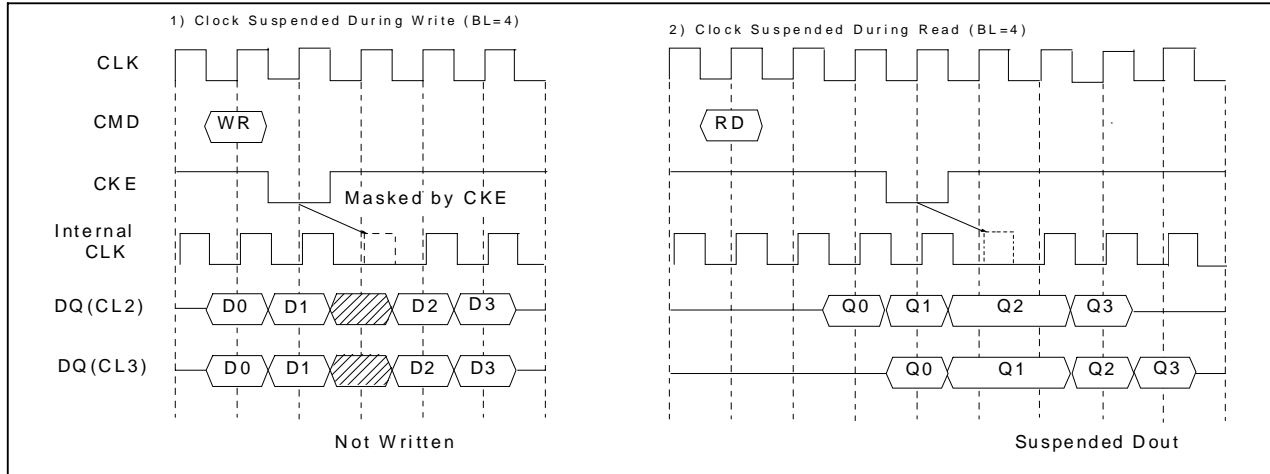 1) Clock Suspended During Write (BL=4)
2) Clock Suspended During Read (BL=4)
CLK
CMD
WR
RD
CKE
Masked by CKE
Internal
CLK
DQ(CL2)
D0 D1 D2 D3
Q0 Q1 Q2 Q3
DQ(CL3)
D0 D1 D2 D3
Q0 Q1 Q2 Q3
Not Written
Suspended Dout